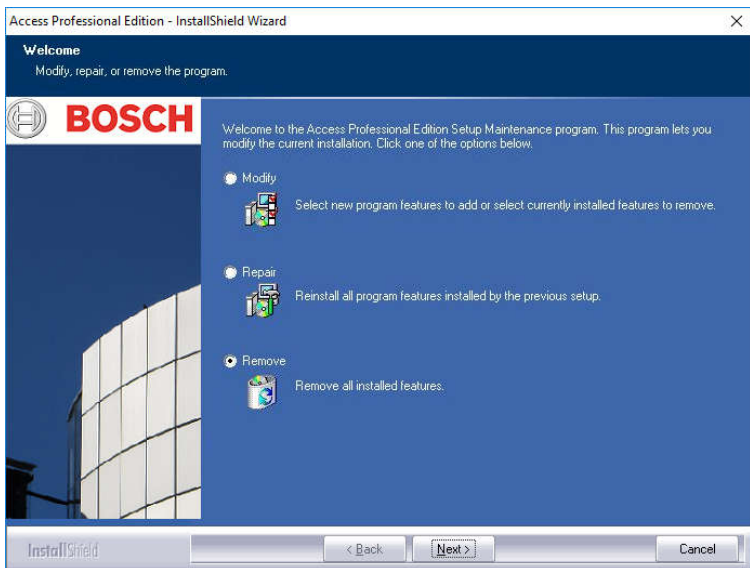 Access Professional Edition - InstallShield Wizard
Welcome
Modify, repair, or remove the program.
BOSCH
Welcome to the Access Professional Edition Setup Maintenance program. This program lets you
modify the current installation. Click one of the options below.
Modify
Select new program features to add or select currently installed features to remove.
Repair
Reinstall all program features installed by the previous setup.
Remove
Remove all installed features.
InstallShield
< Back
Next >
Cancel